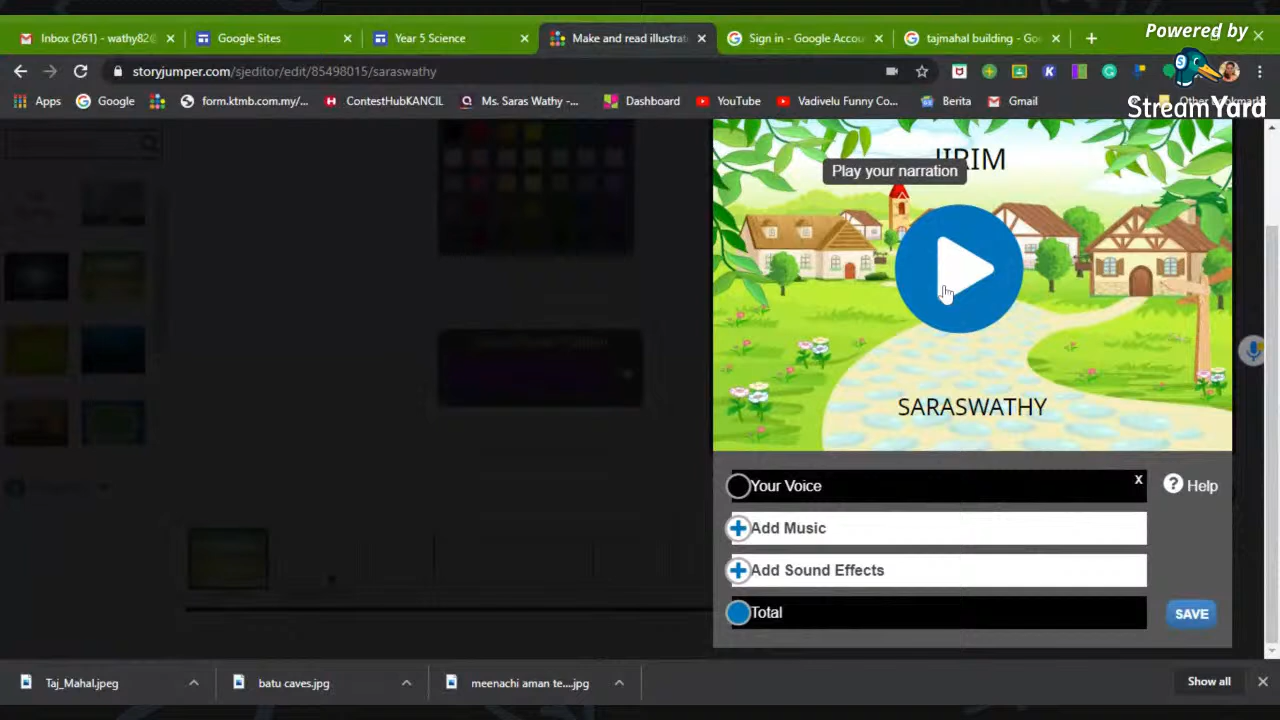 Powered by
StreamYard
Inbox (261) - wathy82@
Google Sites
Year 5 Science
Make and read illustrat
Sign in - Google Accou
tajmahal building - Go
storyjumper.com/sjeditor/edit/85498015/saraswathy
Apps
Google
form.ktmb.com.my/...
ContestHubKANCIL
Ms. Saras Wathy -...
Dashboard
YouTube
Vadivelu Funny Co...
Berita
Gmail
Other bookmarks
JIRIM
Play your narration
SARASWATHY
Your Voice
x
Help
Add Music
Add Sound Effects
Total
SAVE
Taj_Mahal.jpeg
batu caves.jpg
meenachi aman te....jpg
Show all